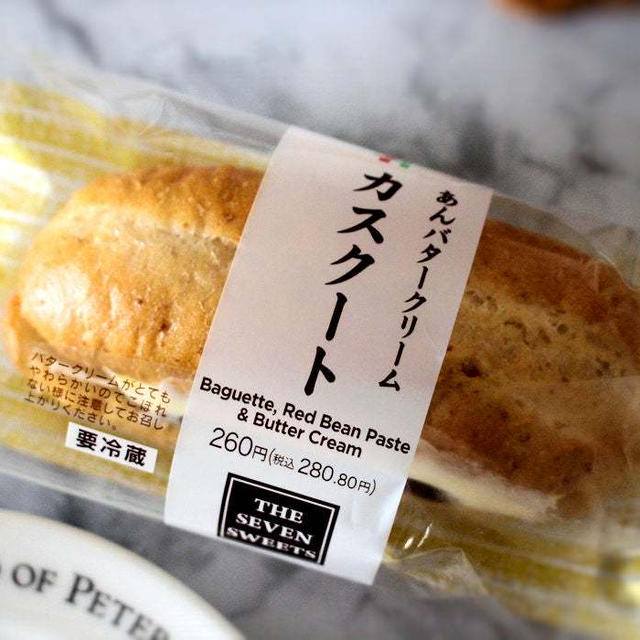 あんバタークリーム
カスクート
Baguette, Red Bean Paste
& Butter Cream
260円(税込 280.80円)
THE
SEVEN
SWEETS
バタークリームがとても
やわらかいのでこぼれ
ない様に注意してお召し
上がりください。
要冷蔵
OF PETER